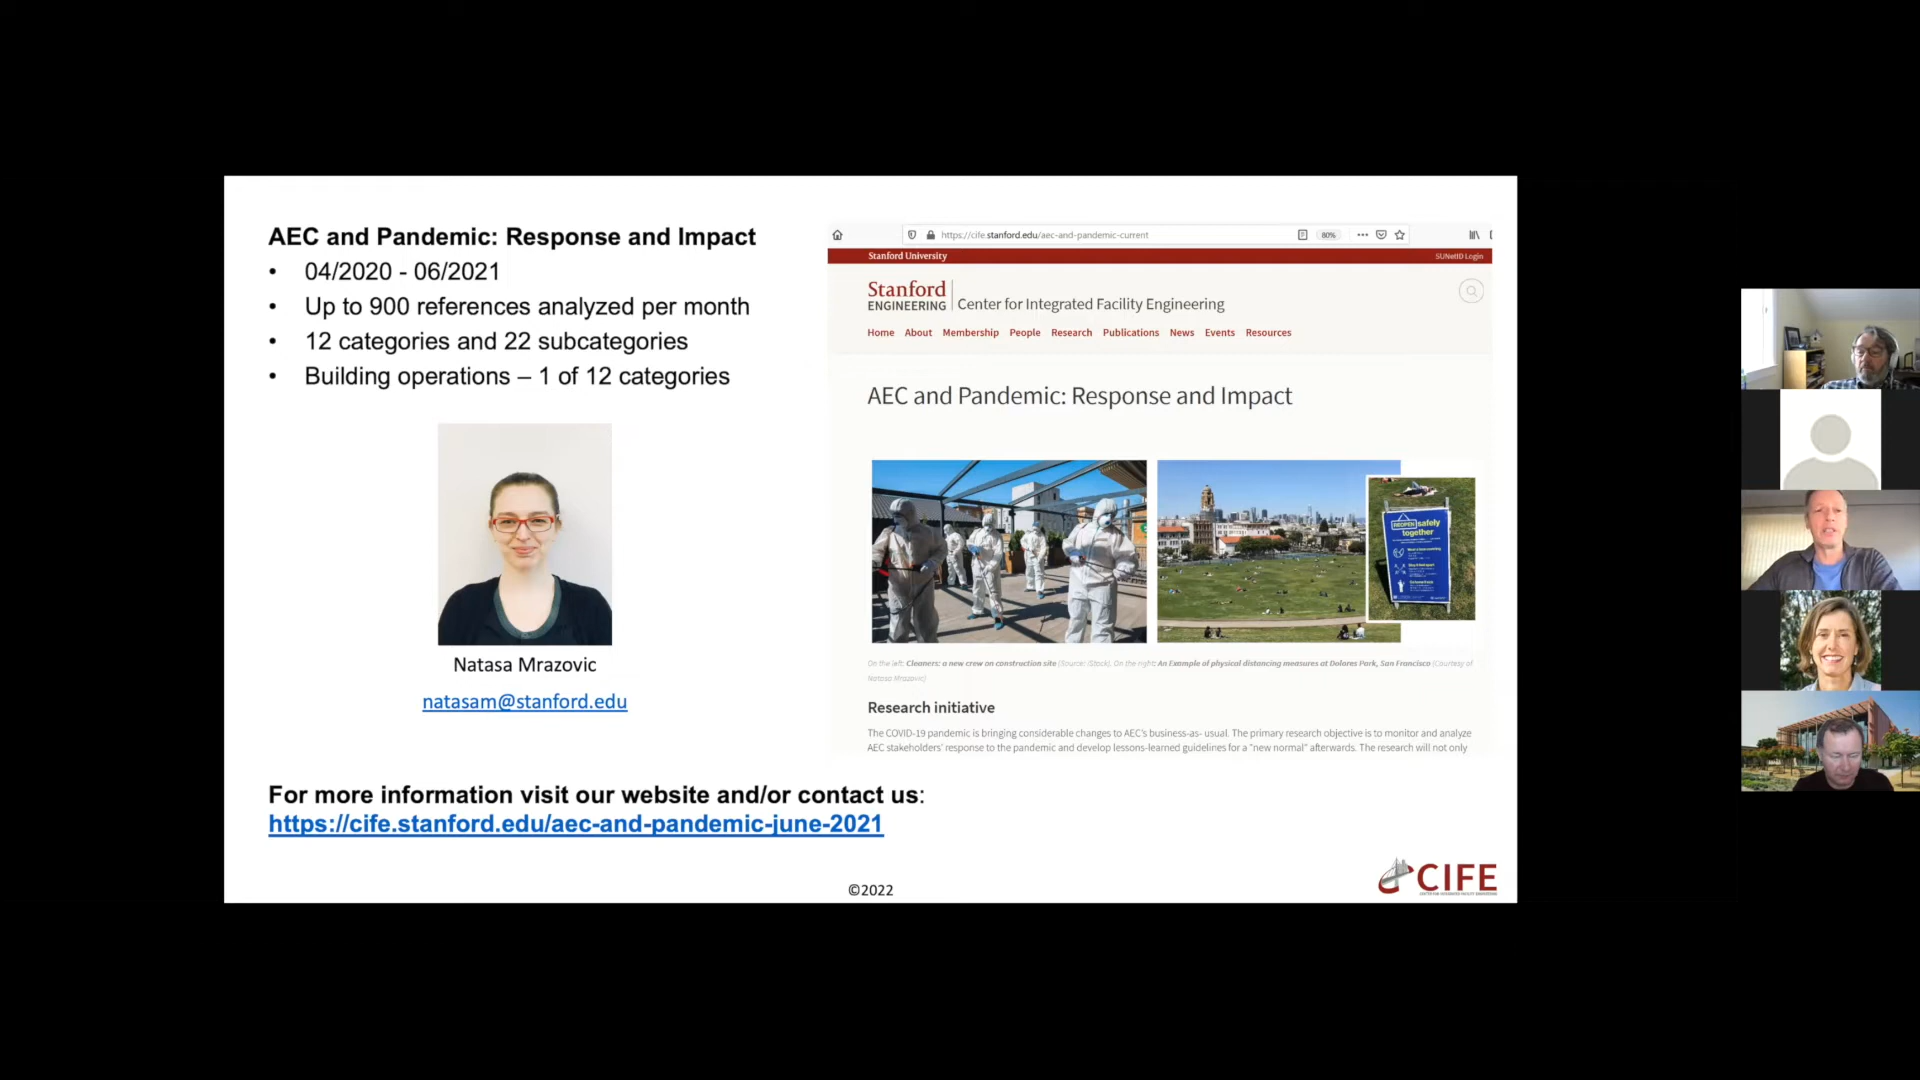 AEC and Pandemic: Response and Impact
• 04/2020 - 06/2021
• Up to 900 references analyzed per month
• 12 categories and 22 subcategories
• Building operations – 1 of 12 categories
Natasa Mrazovic
natasam@stanford.edu
https://cife.stanford.edu/aec-and-pandemic-current
80%
Stanford University
SUNetID Login
Stanford
ENGINEERING
Center for Integrated Facility Engineering
Home About Membership People Research Publications News Events Resources
AEC and Pandemic: Response and Impact
REOPEN safely
together
On the left: Cleaners: a new crew on construction site (Source: iStock). On the right: An Example of physical distancing measures at Dolores Park, San Francisco (Courtesy of
Natasa Mrazovic)
Research initiative
The COVID-19 pandemic is bringing considerable changes to AEC's business-as- usual. The primary research objective is to monitor and analyze
AEC stakeholders' response to the pandemic and develop lessons-learned guidelines for a "new normal" afterwards. The research will not only
For more information visit our website and/or contact us:
https://cife.stanford.edu/aec-and-pandemic-june-2021
©2022
CIFE
CENTER FOR INTEGRATED FACILITY ENGINEERING